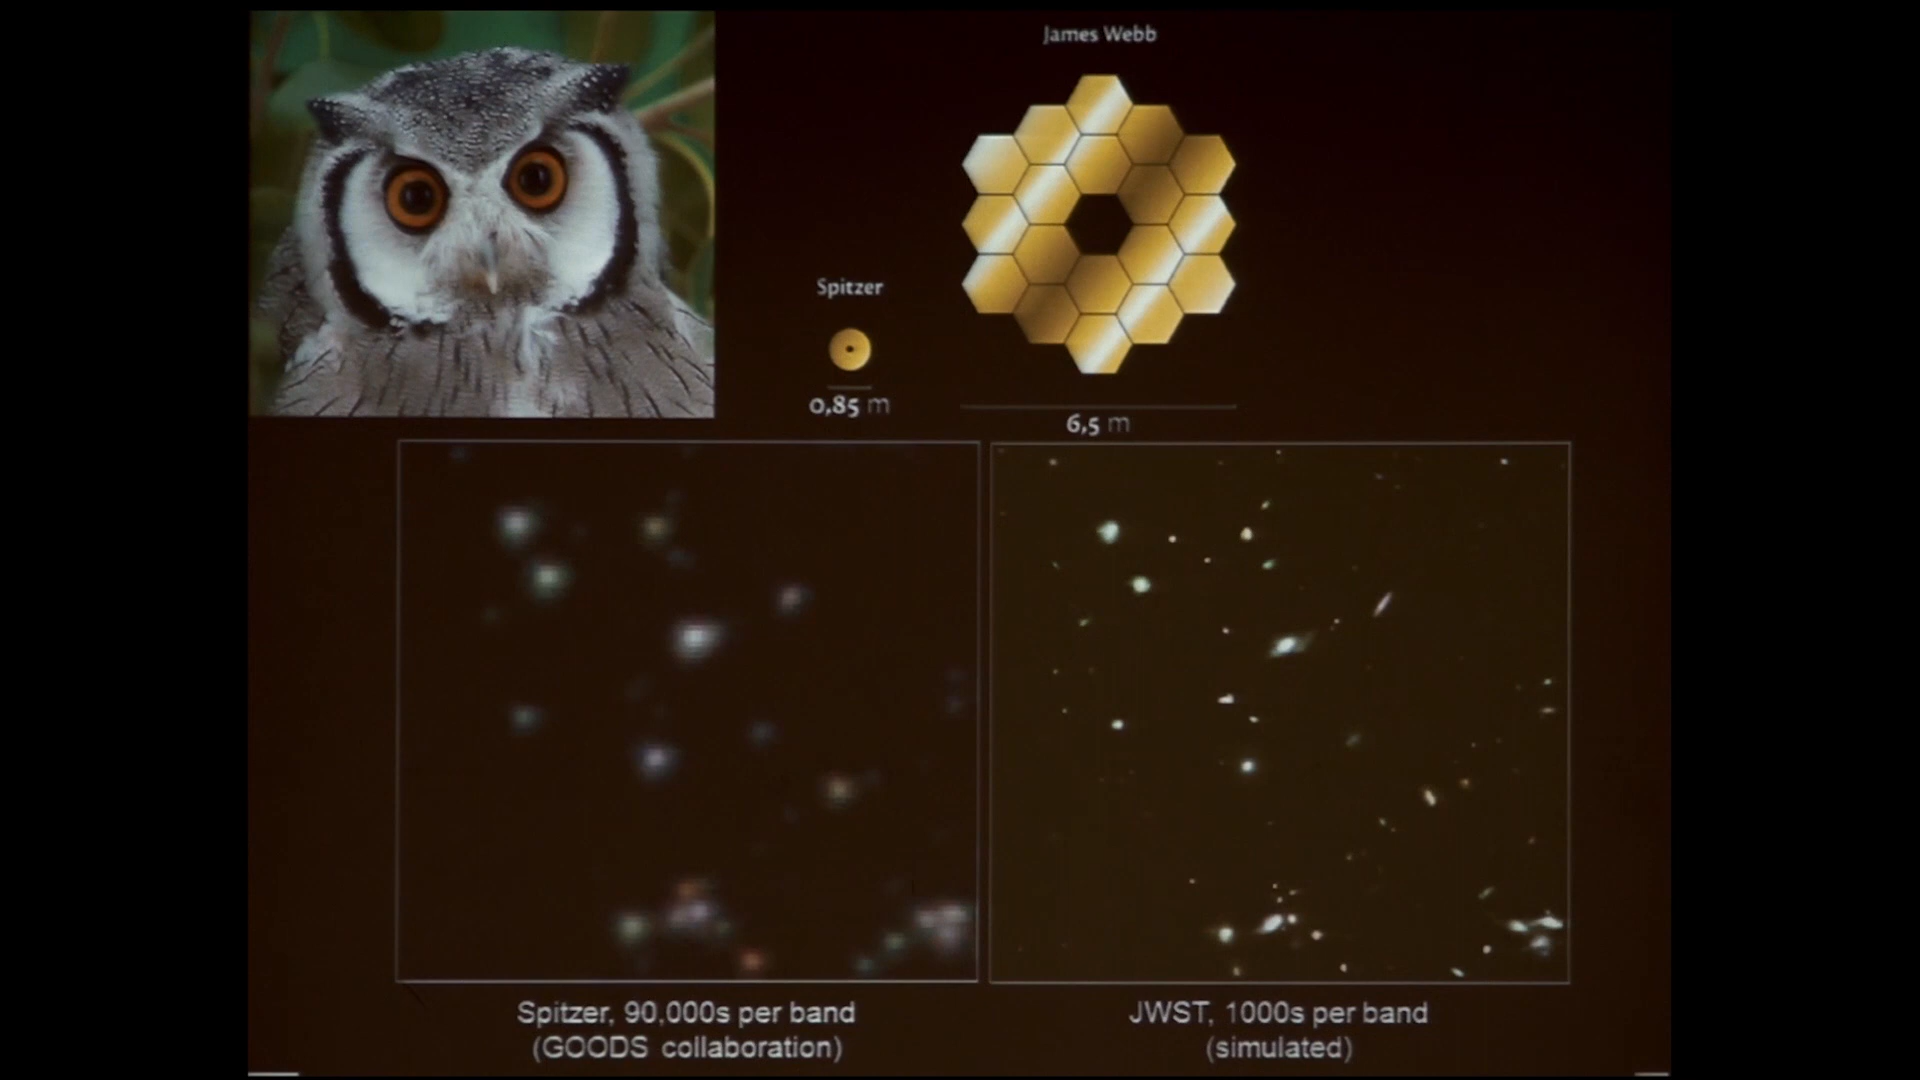 James Webb
Spitzer
0,85 m
6,5 m
Spitzer, 90,000s per band
(GOODS collaboration)
JWST, 1000s per band
(simulated)